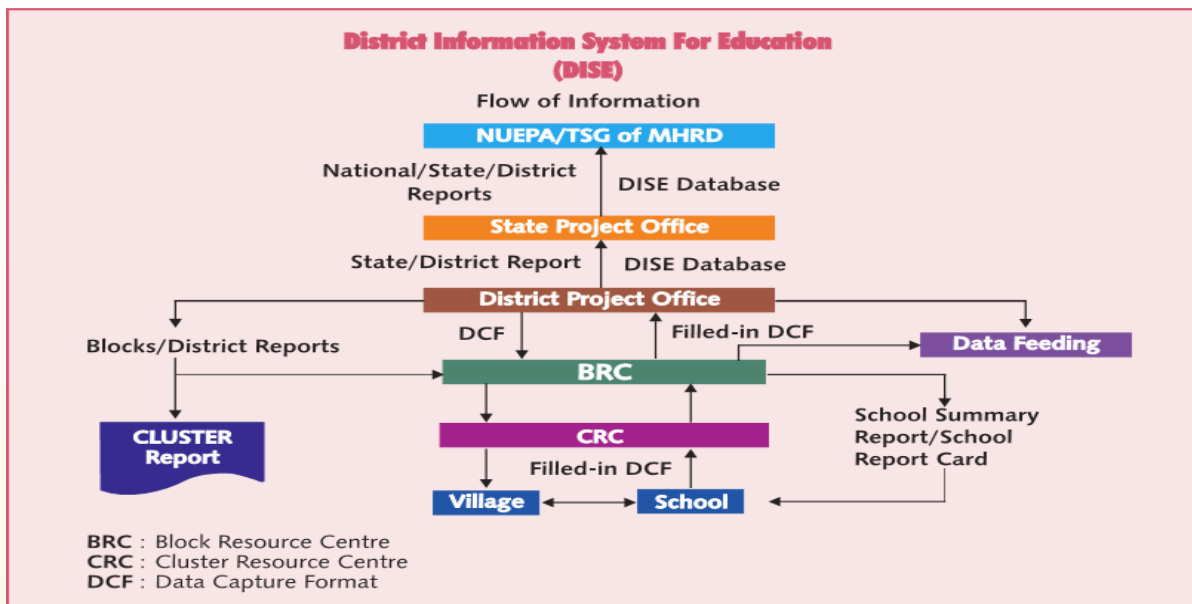 District Information System For Education
(DISE)
Flow of Information
NUEPA/TSG of MHRD
National/State/District
Reports
DISE Database
State Project Office
State/District Report
DISE Database
District Project Office
DCF
Filled-in DCF
Blocks/District Reports
Data Feeding
BRC
CLUSTER
Report
CRC
School Summary
Report/School
Report Card
Filled-in DCF
Village
School
BRC : Block Resource Centre
CRC : Cluster Resource Centre
DCF : Data Capture Format